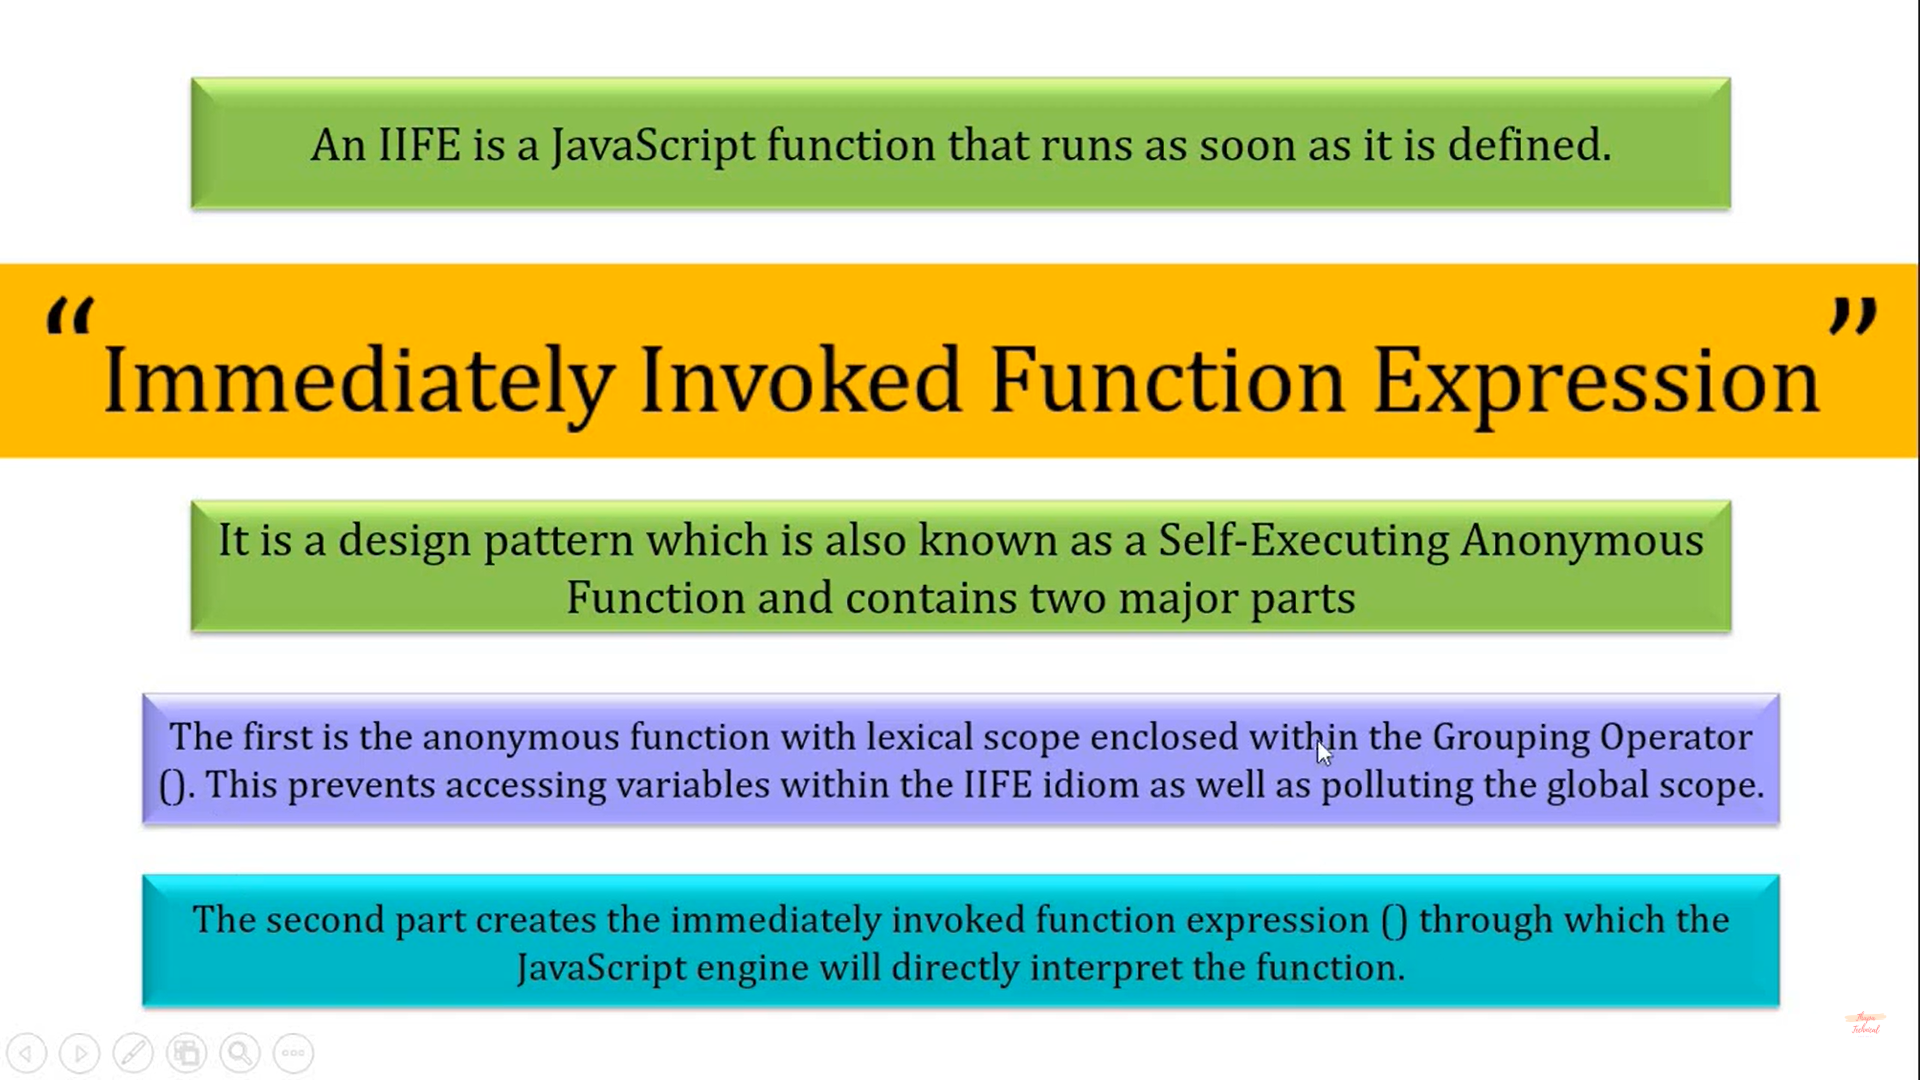 An IIFE is a JavaScript function that runs as soon as it is defined.
“Immediately Invoked Function Expression”
It is a design pattern which is also known as a Self-Executing Anonymous
Function and contains two major parts
The first is the anonymous function with lexical scope enclosed within the Grouping Operator
(). This prevents accessing variables within the IIFE idiom as well as polluting the global scope.
The second part creates the immediately invoked function expression () through which the
JavaScript engine will directly interpret the function.
Technical